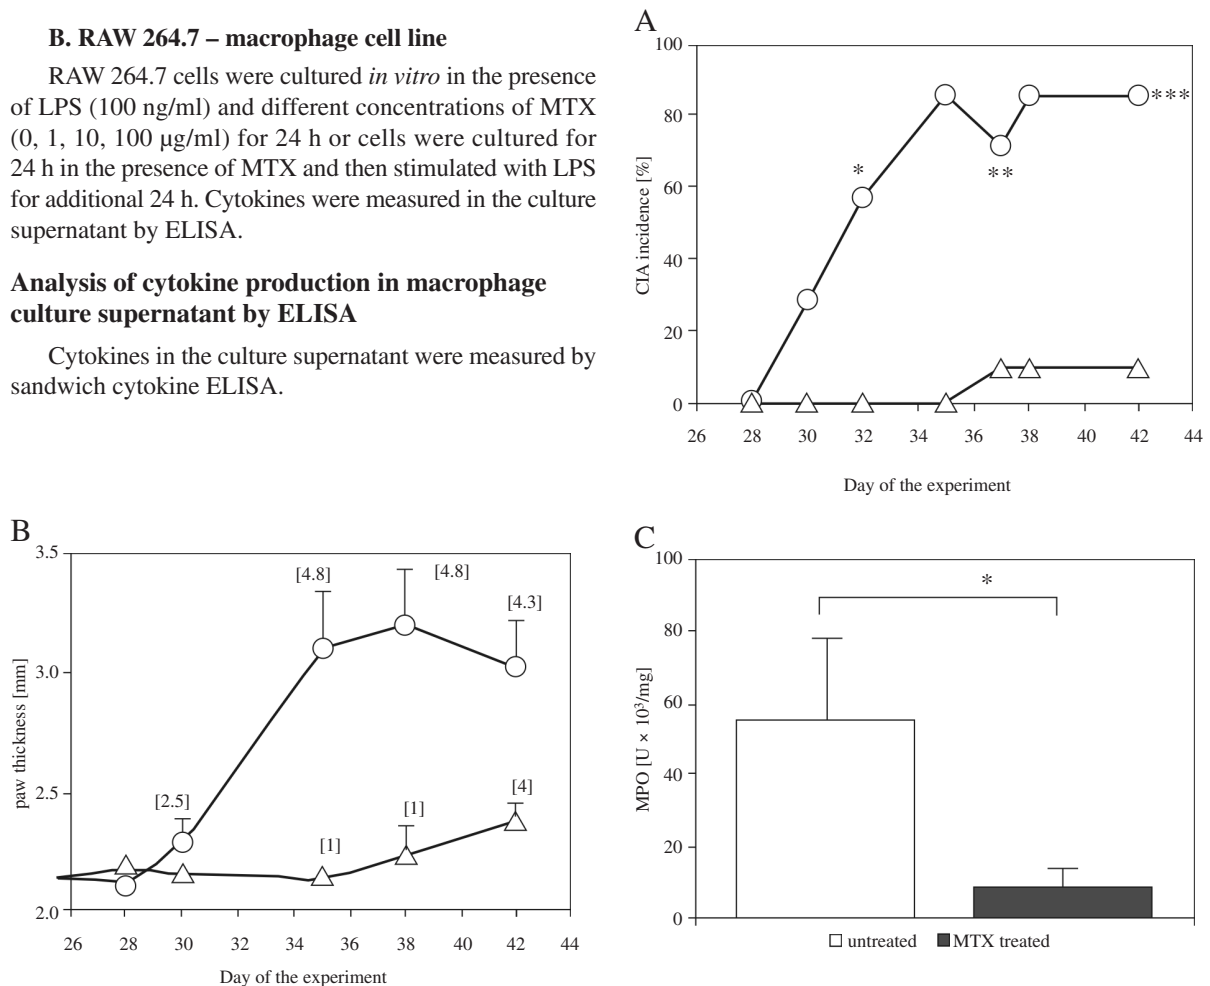 B. RAW 264.7 – macrophage cell line
RAW 264.7 cells were cultured in vitro in the presence
of LPS (100 ng/ml) and different concentrations of MTX
(0, 1, 10, 100 μg/ml) for 24 h or cells were cultured for
24 h in the presence of MTX and then stimulated with LPS
for additional 24 h. Cytokines were measured in the culture
supernatant by ELISA.
Analysis of cytokine production in macrophage
culture supernatant by ELISA
Cytokines in the culture supernatant were measured by
sandwich cytokine ELISA.
A
100
80
60
40
20
0
CIA incidence [%]
*
**
***
26 28 30 32 34 36 38 40 42 44
Day of the experiment
B
3.5
3.0
2.5
2.0
paw thickness [mm]
[2.5]
[4.8]
[4.8]
[4.3]
[1]
[1]
[4]
26 28 30 32 34 36 38 40 42 44
Day of the experiment
C
100
80
60
40
20
0
MPO [U × 10³/mg]
*
untreated MTX treated